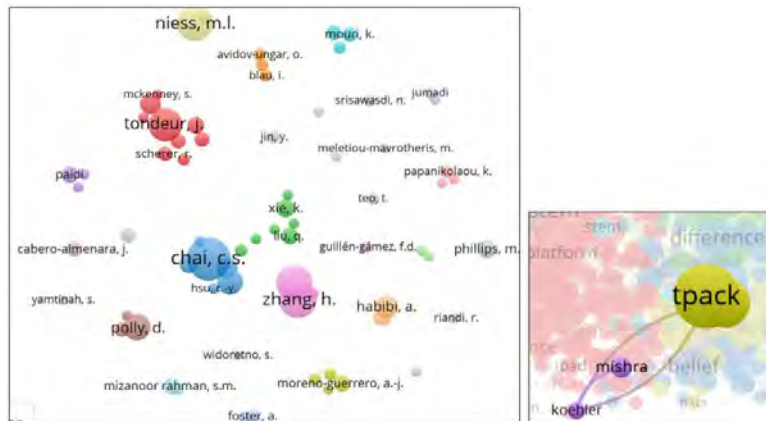 niess, m.l.
moun, k.
avidov-ungar, o.
blau, i.
mckenney, s.
srisawasdi, n.
jumadi
tondeur, j.
jin, y.
scherer, r.
meletiou-mavrotheris, m.
paidi
papanikolaou, k.
teo, t.
xie, k.
liu, q.
cabero-almenara, j.
chai, c.s.
guillén-gámez, f.d.
phillips, m.
hsu, c.-y.
zhang, h.
yamtinah, s.
habibi, a.
polly, d.
riandi, r.
widoretno, s.
mizanoor rahman, s.m.
moreno-guerrero, a.-j.
foster, a.
stem
difference
platform
tpack
mishra
belief
ipad
koehler